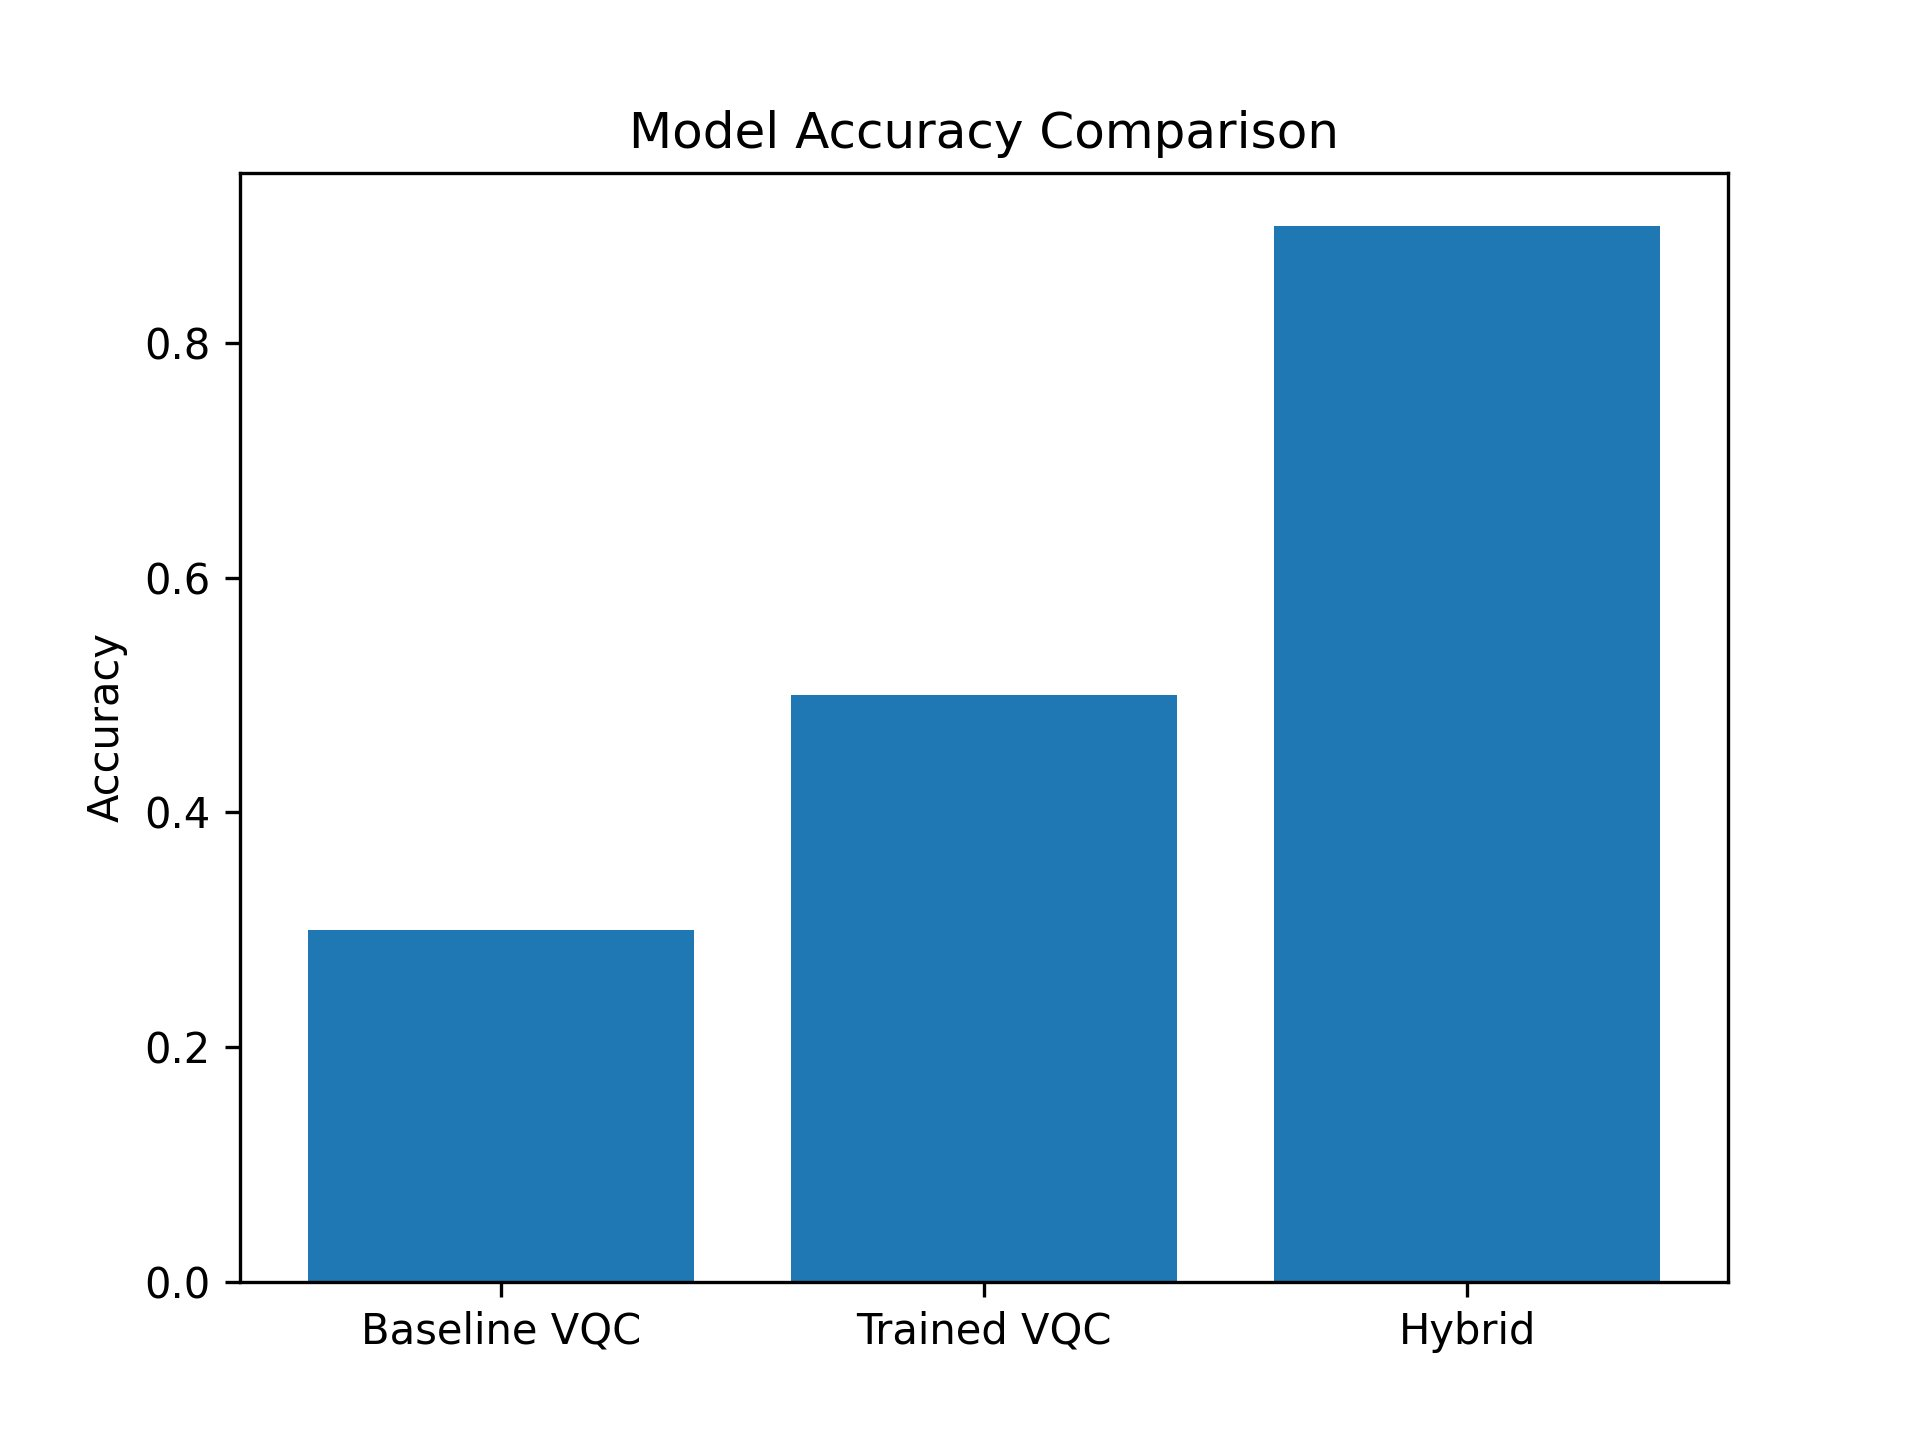 Model Accuracy Comparison
Accuracy
0.8
0.6
0.4
0.2
0.0
Baseline VQC
Trained VQC
Hybrid